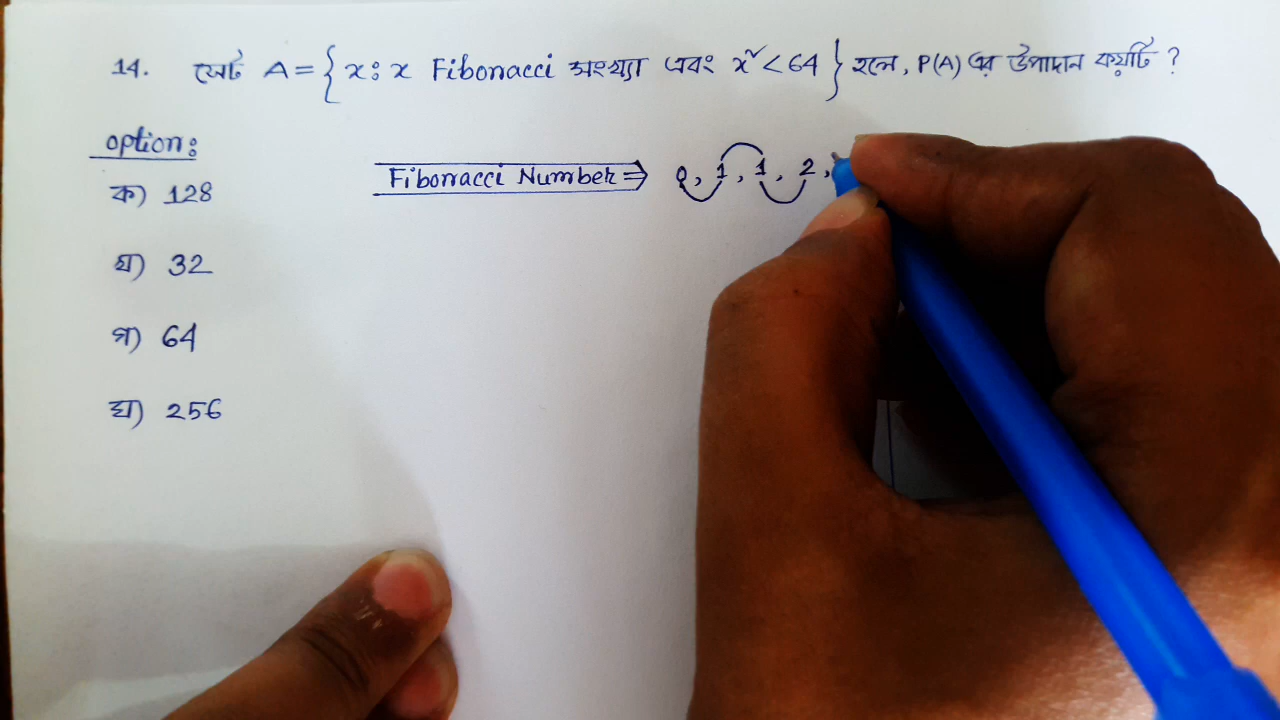 14. সেট A = { x : x Fibonacci সংখ্যা এবং x² < 64 } হলে, P(A) এর উপাদান কয়টি ?
option :
Fibonacci Number ⇒ 0, 1, 1, 2,
ক) 128
খ) 32
গ) 64
ঘ) 256